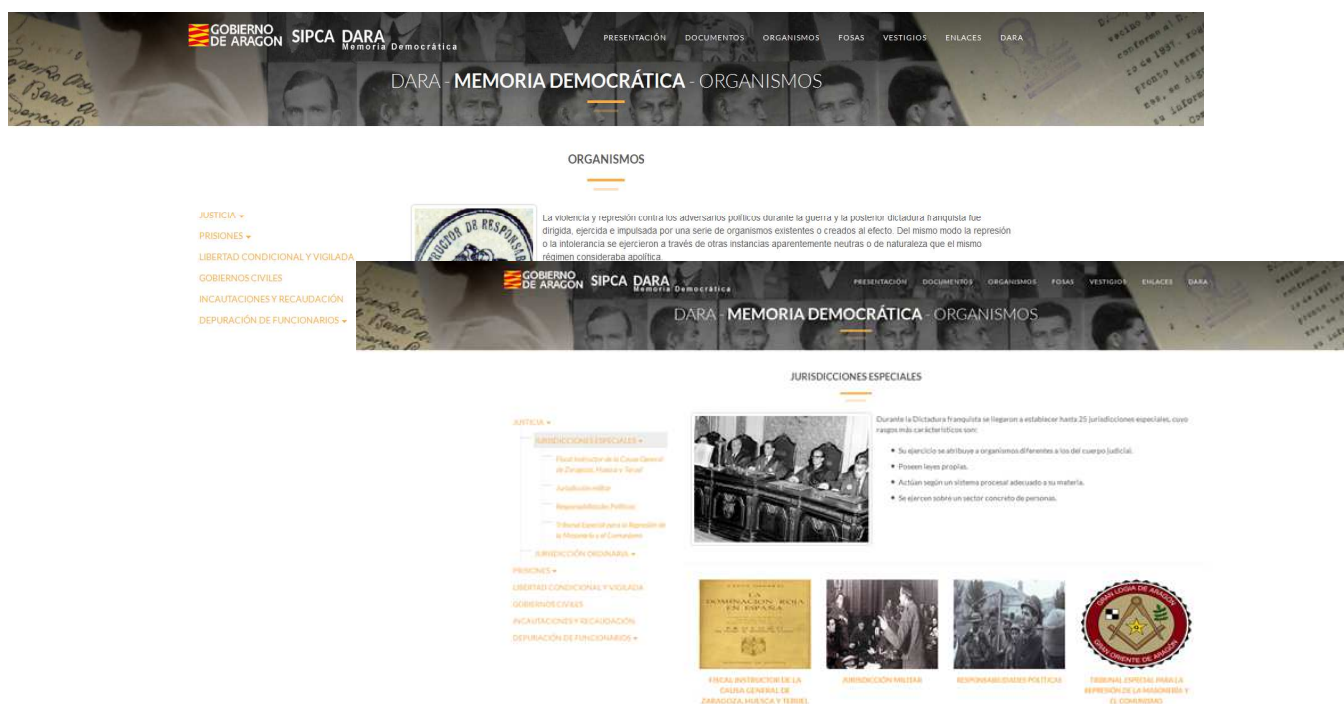 GOBIERNO
DE ARAGON
SIPCA DARA
Memoria Democrática
PRESENTACIÓN DOCUMENTOS ORGANISMOS FOSAS VESTIGIOS ENLACES DARA
DARA - MEMORIA DEMOCRÁTICA - ORGANISMOS
ORGANISMOS
JUSTICIA
PRISIONES
LIBERTAD CONDICIONAL Y VIGILADA
GOBIERNOS CIVILES
INCAUTACIONES Y RECAUDACIÓN
DEPURACIÓN DE FUNCIONARIOS
La violencia y represión contra los adversarios políticos durante la guerra y la posterior dictadura franquista fue
dirigida, ejercida e impulsada por una serie de organismos existentes o creados al efecto. Del mismo modo la represión
o la intolerancia se ejercieron a través de otras instancias aparentemente neutras o de naturaleza que el mismo
régimen consideraba apolítica
GOBIERNO
DE ARAGON
SIPCA DARA
Memoria Democrática
PRESENTACIÓN DOCUMENTOS ORGANISMOS FOSAS VESTIGIOS ENLACES DARA
DARA - MEMORIA DEMOCRÁTICA - ORGANISMOS
JURISDICCIONES ESPECIALES
JUSTICIA
JURISDICCIONES ESPECIALES
Fiscal Instructor de la Causa General
de Zaragoza, Huesca y Teruel
Jurisdicción militar
Responsabilidades Políticas
Tribunal Especial para la Represión de
la Masonería y el Comunismo
JURISDICCIÓN ORDINARIA
PRISIONES
LIBERTAD CONDICIONAL Y VIGILADA
GOBIERNOS CIVILES
INCAUTACIONES Y RECAUDACIÓN
DEPURACIÓN DE FUNCIONARIOS
Durante la Dictadura franquista se llegaron a establecer hasta 25 jurisdicciones especiales, cuyo
rasgos más carácterísticos son:
Su ejercicio se atribuye a organismos diferentes a los del cuerpo judicial.
Poseen leyes propias.
Actúan según un sistema procesal adecuado a su materia.
Se ejercen sobre un sector concreto de personas.
LA
DOMINACION ROJA
EN ESPAÑA
GRAN LOGIA DE ARAGON
GRAN ORIENTE DE ARAGON
FISCAL INSTRUCTOR DE LA
CAUSA GENERAL DE
ZARAGOZA, HUESCA Y TERUEL
JURISDICCIÓN MILITAR
RESPONSABILIDADES POLÍTICAS
TRIBUNAL ESPECIAL PARA LA
REPRESIÓN DE LA MASONERÍA Y
EL COMUNISMO